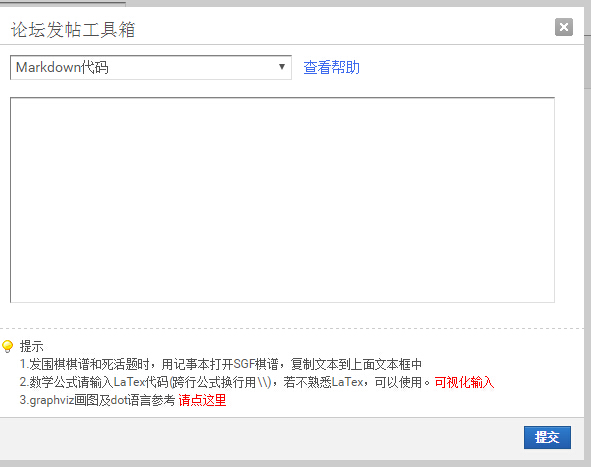 论坛发帖工具箱
Markdown代码
查看帮助
提示
1.发围棋棋谱和死活题时，用记事本打开SGF棋谱，复制文本到上面文本框中
2.数学公式请输入LaTex代码(跨行公式换行用\\)，若不熟悉LaTex，可以使用。可视化输入
3.graphviz画图及dot语言参考 请点这里
提交